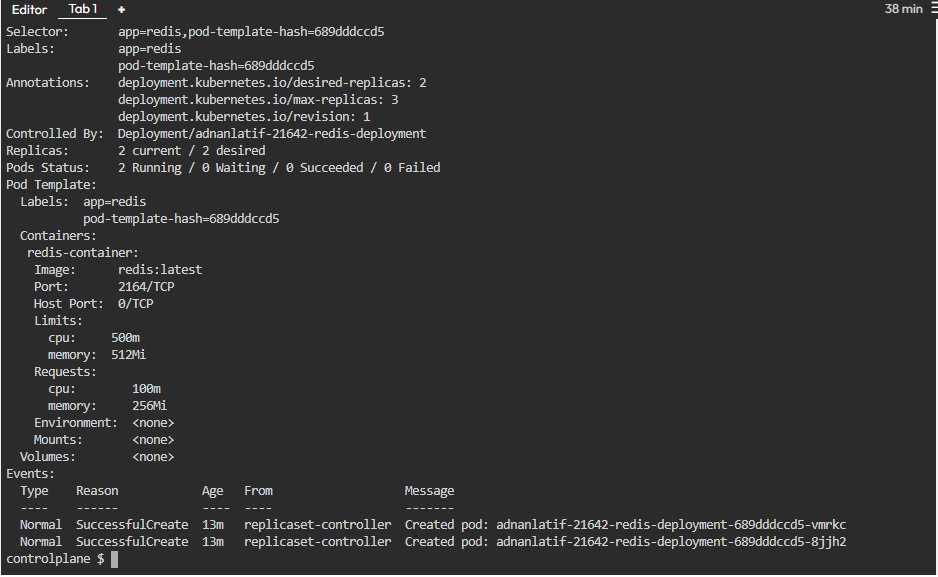 Editor Tab 1 + 38 min
Selector: app=redis,pod-template-hash=689dddccd5
Labels: app=redis
pod-template-hash=689dddccd5
Annotations: deployment.kubernetes.io/desired-replicas: 2
deployment.kubernetes.io/max-replicas: 3
deployment.kubernetes.io/revision: 1
Controlled By: Deployment/adnanlatif-21642-redis-deployment
Replicas: 2 current / 2 desired
Pods Status: 2 Running / 0 Waiting / 0 Succeeded / 0 Failed
Pod Template:
Labels: app=redis
pod-template-hash=689dddccd5
Containers:
redis-container:
Image: redis:latest
Port: 2164/TCP
Host Port: 0/TCP
Limits:
cpu: 500m
memory: 512Mi
Requests:
cpu: 100m
memory: 256Mi
Environment: <none>
Mounts: <none>
Volumes: <none>
Events:
Type Reason Age From Message
---- ------ ---- ---- -------
Normal SuccessfulCreate 13m replicaset-controller Created pod: adnanlatif-21642-redis-deployment-689dddccd5-vmrkc
Normal SuccessfulCreate 13m replicaset-controller Created pod: adnanlatif-21642-redis-deployment-689dddccd5-8jjh2
controlplane $